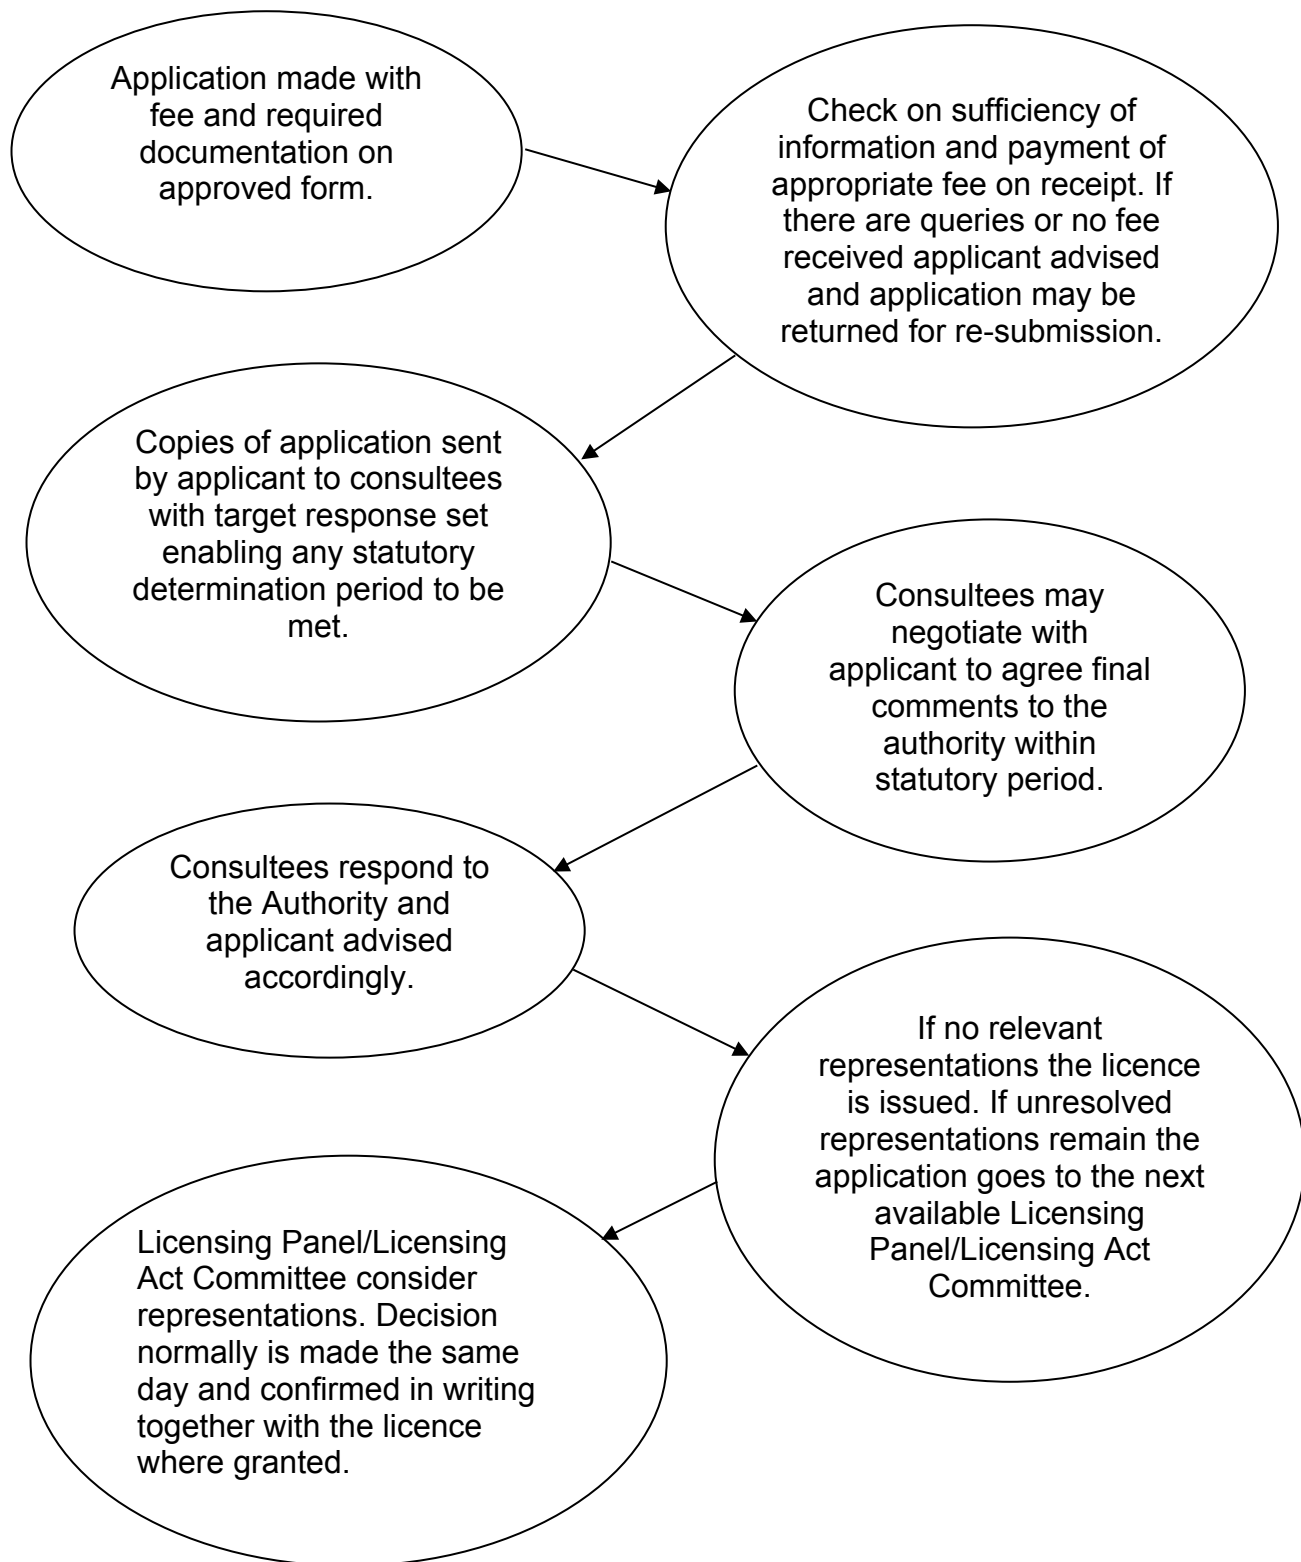 Application made with
fee and required
documentation on
approved form.
Check on sufficiency of
information and payment of
appropriate fee on receipt. If
there are queries or no fee
received applicant advised
and application may be
returned for re-submission.
Copies of application sent
by applicant to consultees
with target response set
enabling any statutory
determination period to be
met.
Consultees may
negotiate with
applicant to agree final
comments to the
authority within
statutory period.
Consultees respond to
the Authority and
applicant advised
accordingly.
If no relevant
representations the licence
is issued. If unresolved
representations remain the
application goes to the next
available Licensing
Panel/Licensing Act
Committee.
Licensing Panel/Licensing
Act Committee consider
representations. Decision
normally is made the same
day and confirmed in writing
together with the licence
where granted.